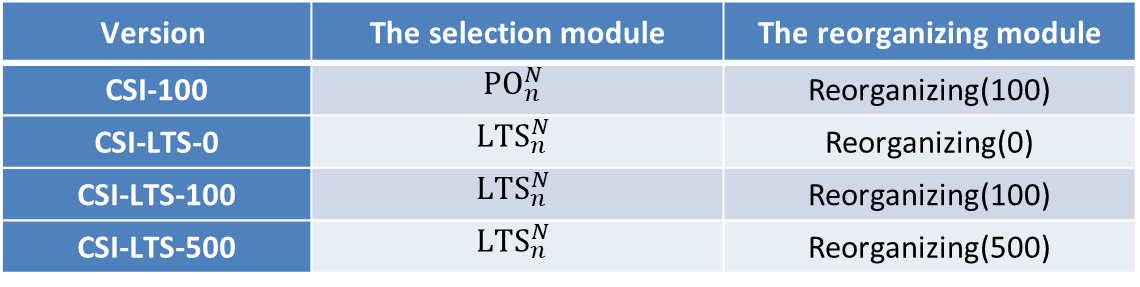 Version The selection module The reorganizing module
CSI-100 PO_n^N Reorganizing(100)
CSI-LTS-0 LTS_n^N Reorganizing(0)
CSI-LTS-100 LTS_n^N Reorganizing(100)
CSI-LTS-500 LTS_n^N Reorganizing(500)